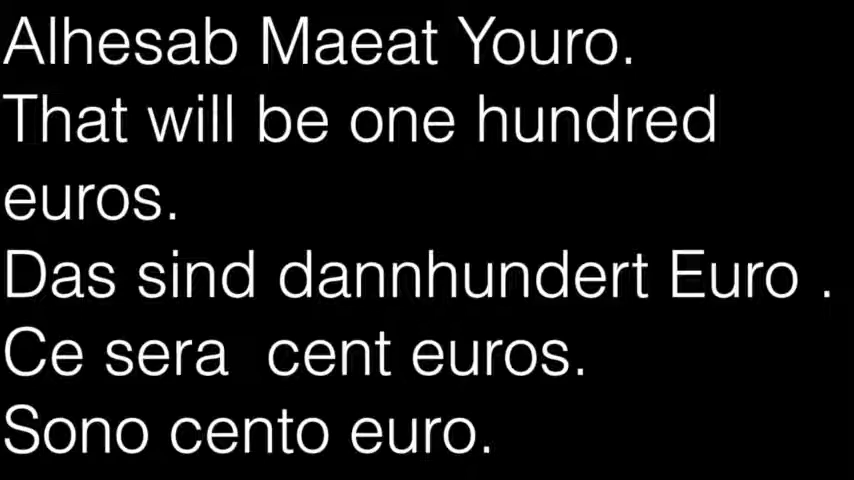 Alhesab Maeat Youro.
That will be one hundred
euros.
Das sind dannhundert Euro .
Ce sera  cent euros.
Sono cento euro.